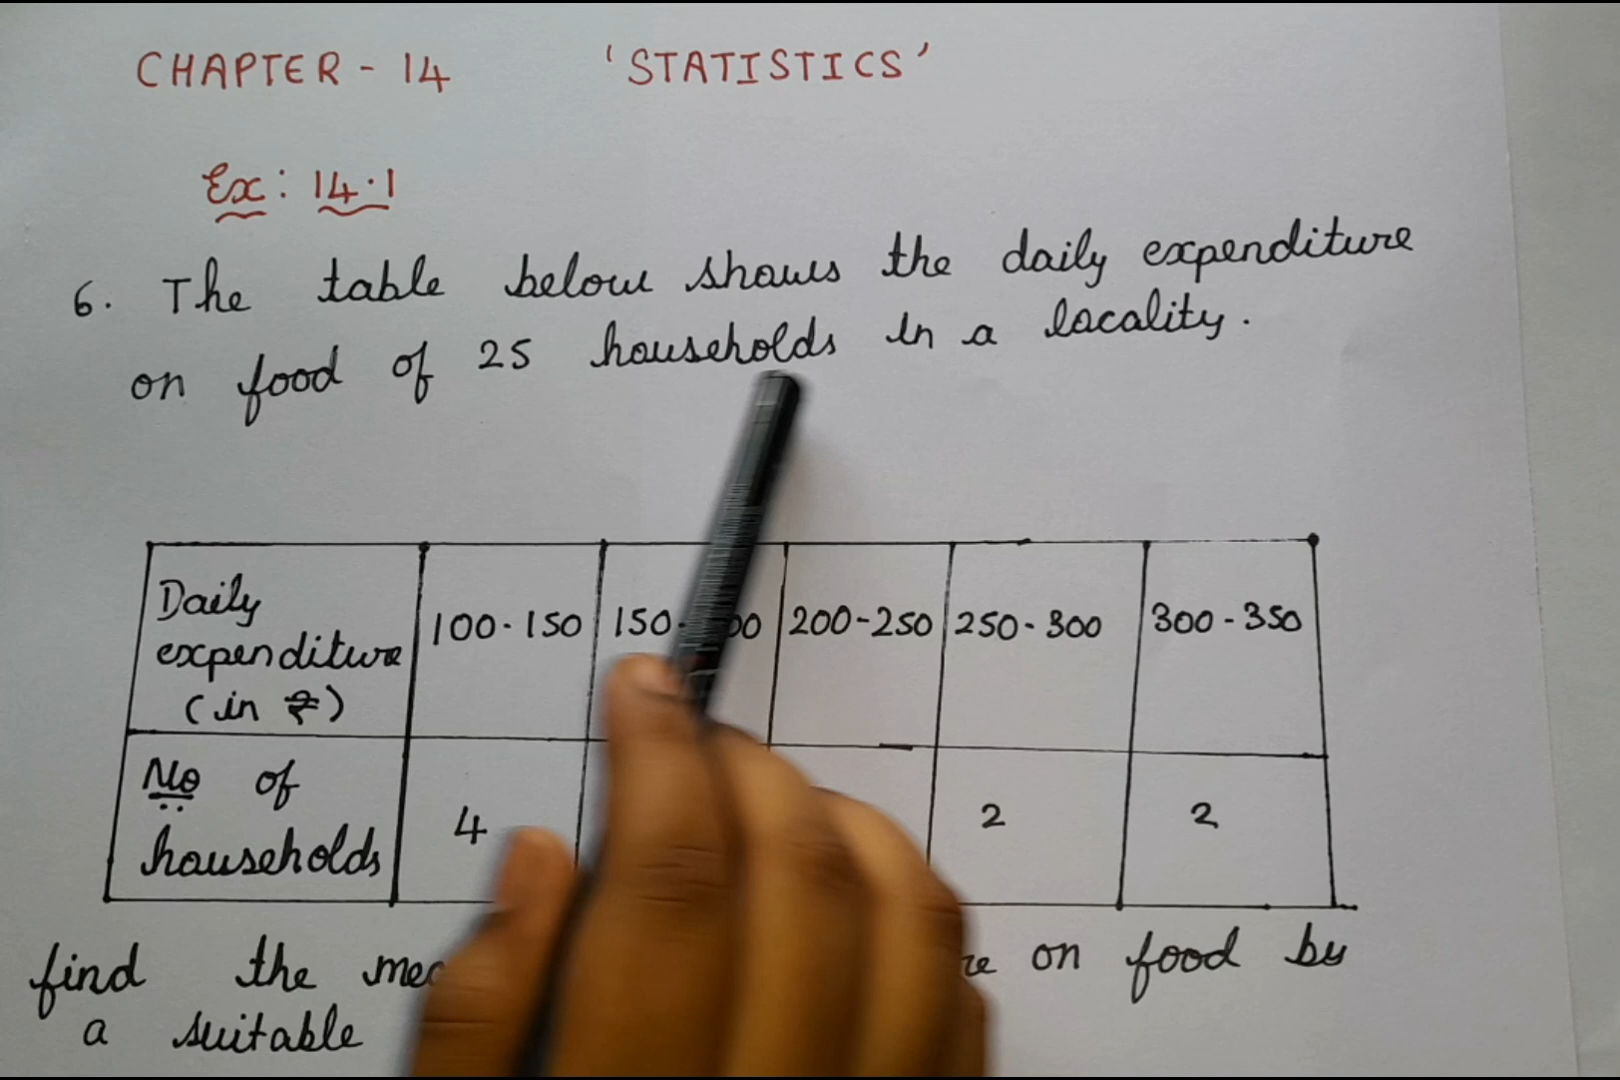 CHAPTER - 14 'STATISTICS'
Ex: 14.1
6. The table below shows the daily expenditure
on food of 25 households in a locality.
Daily expenditure (in ₹) 100-150 150- 200-250 250-300 300-350
No of households 4 2 2
find the on food by
a suitable